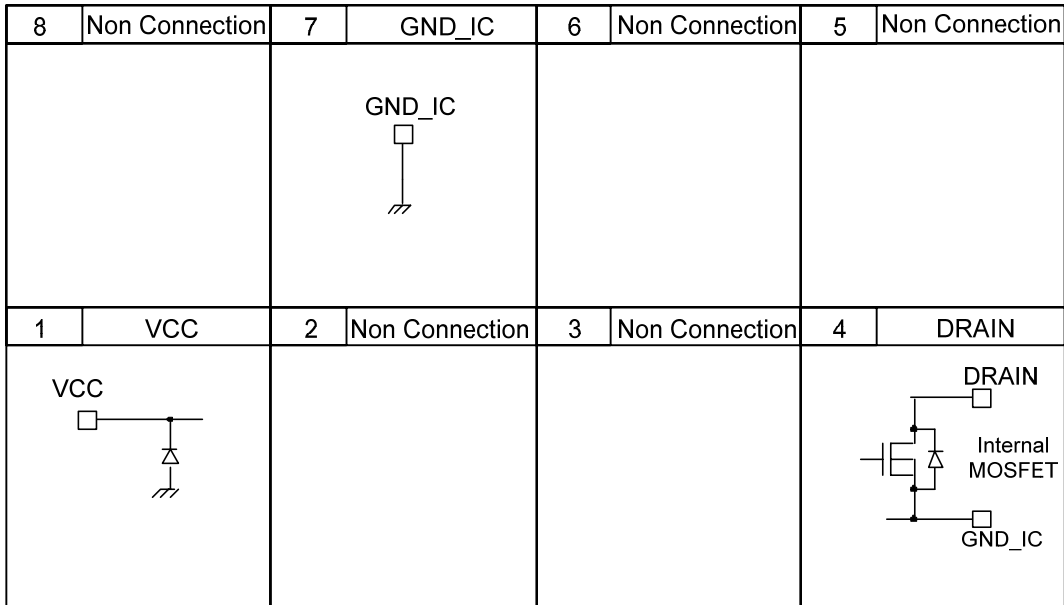 8 Non Connection 7 GND_IC 6 Non Connection 5 Non Connection
GND_IC
1 VCC 2 Non Connection 3 Non Connection 4 DRAIN
VCC
DRAIN
Internal
MOSFET
GND_IC